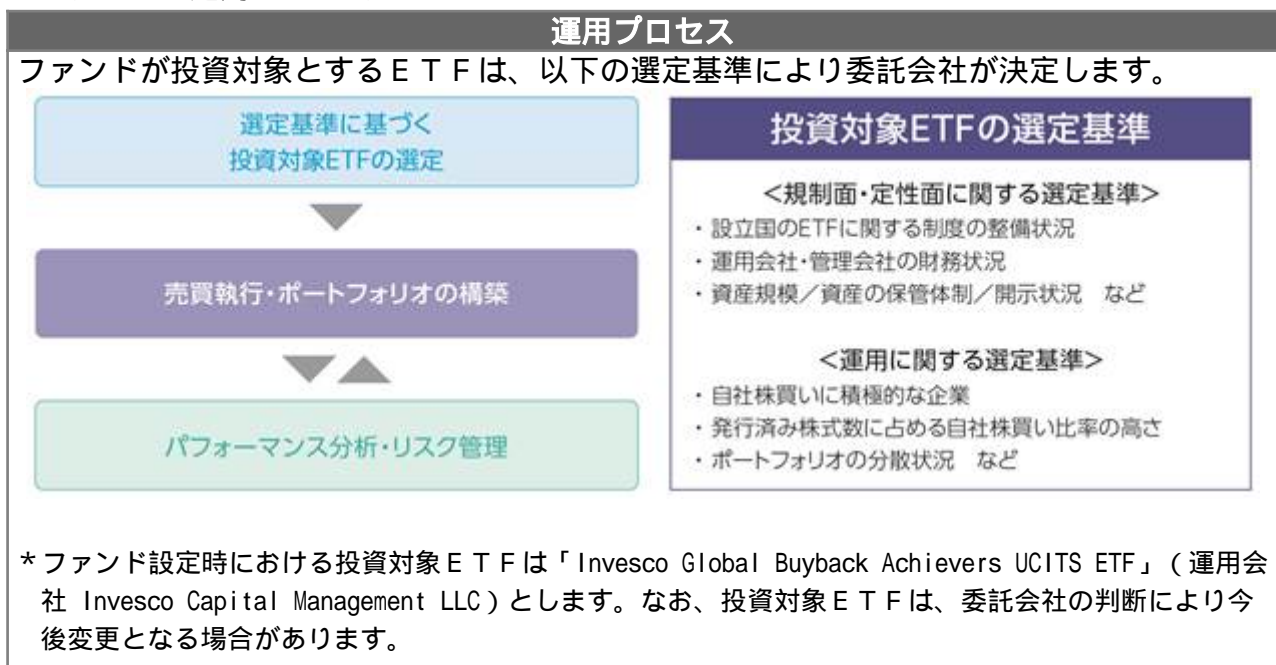 運用プロセス
ファンドが投資対象とするＥＴＦは、以下の選定基準により委託会社が決定します。
選定基準に基づく
投資対象ETFの選定
売買執行・ポートフォリオの構築
パフォーマンス分析・リスク管理
投資対象ETFの選定基準
＜規制面・定性面に関する選定基準＞
・設立国のETFに関する制度の整備状況
・運用会社・管理会社の財務状況
・資産規模／資産の保管体制／開示状況　など
＜運用に関する選定基準＞
・自社株買いに積極的な企業
・発行済み株式数に占める自社株買い比率の高さ
・ポートフォリオの分散状況　など
＊ファンド設定時における投資対象ＥＴＦは「Invesco Global Buyback Achievers UCITS ETF」（運用会
社 Invesco Capital Management LLC）とします。なお、投資対象ＥＴＦは、委託会社の判断により今
後変更となる場合があります。